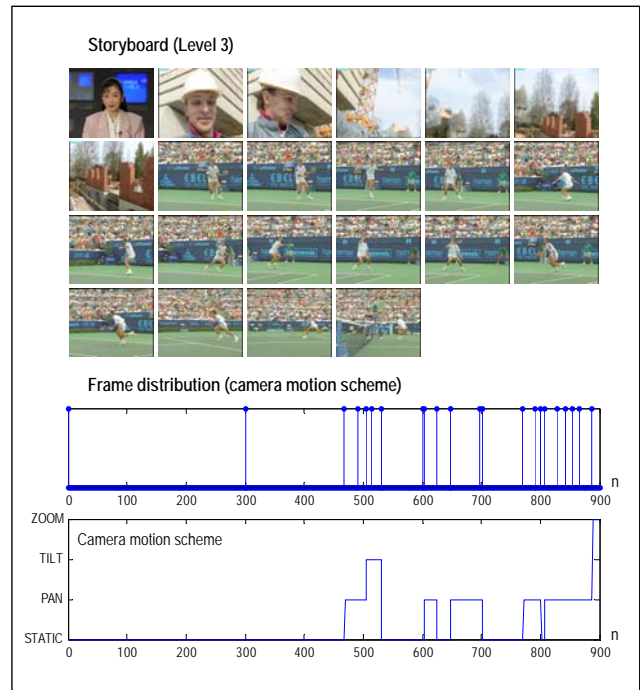 Storyboard (Level 3)
EBEL
Frame distribution (camera motion scheme)
n
0 100 200 300 400 500 600 700 800 900
ZOOM
Camera motion scheme
TILT
PAN
STATIC
n
0 100 200 300 400 500 600 700 800 900